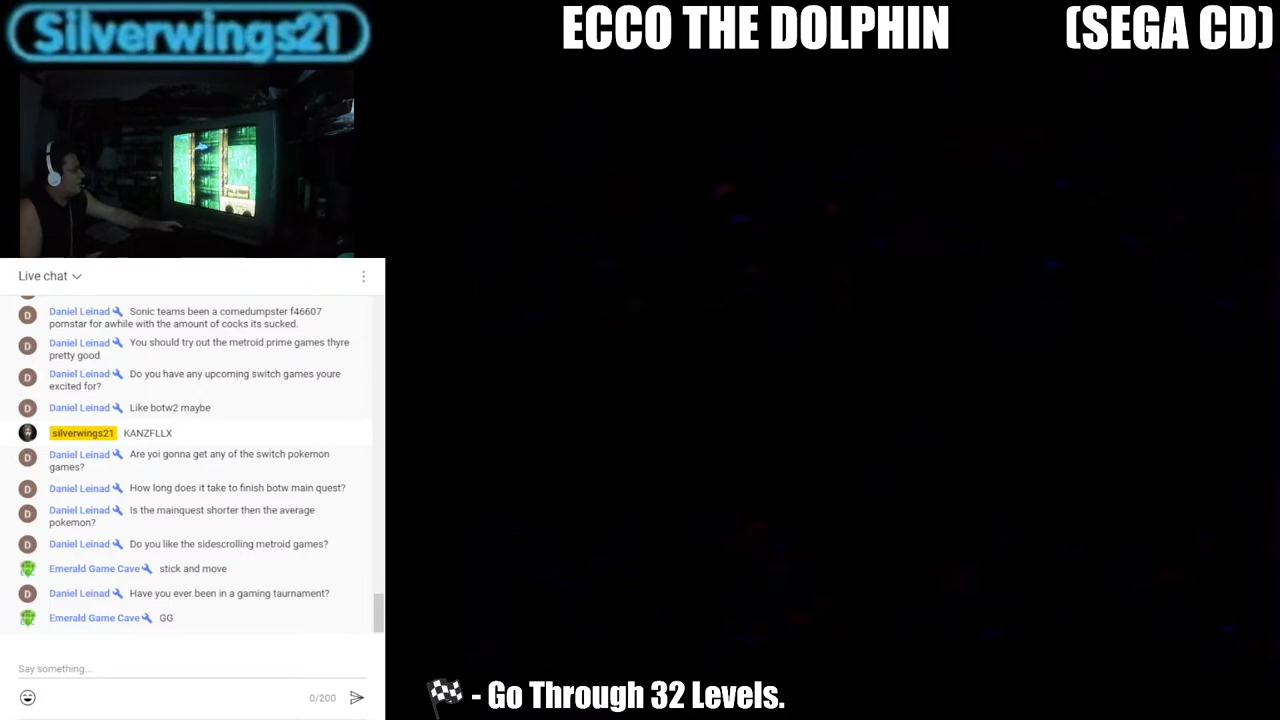 Silverwings21
ECCO THE DOLPHIN (SEGA CD)
Live chat
Daniel Leinad Sonic teams been a comedumpster f46607
pornstar for awhile with the amount of cocks its sucked.
Daniel Leinad You should try out the metroid prime games thyre
pretty good
Daniel Leinad Do you have any upcoming switch games youre
excited for?
Daniel Leinad Like botw2 maybe
silverwings21 KANZFLLX
Daniel Leinad Are yoi gonna get any of the switch pokemon
games?
Daniel Leinad How long does it take to finish botw main quest?
Daniel Leinad Is the mainquest shorter then the average
pokemon?
Daniel Leinad Do you like the sidescrolling metroid games?
Emerald Game Cave stick and move
Daniel Leinad Have you ever been in a gaming taurnament?
Emerald Game Cave GG
Say something...
0/200
- Go Through 32 Levels.